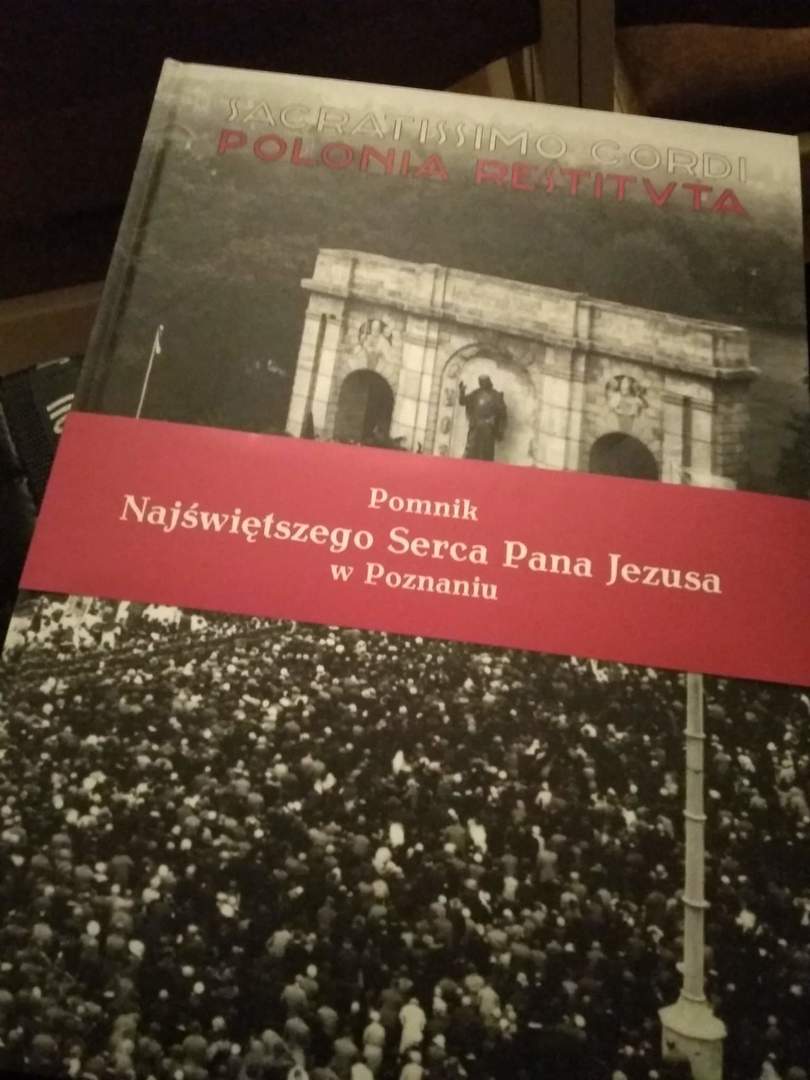 SACRATISSIMO CORDI
POLONIA RESTITVTA
Pomnik
Najświętszego Serca Pana Jezusa
w Poznaniu